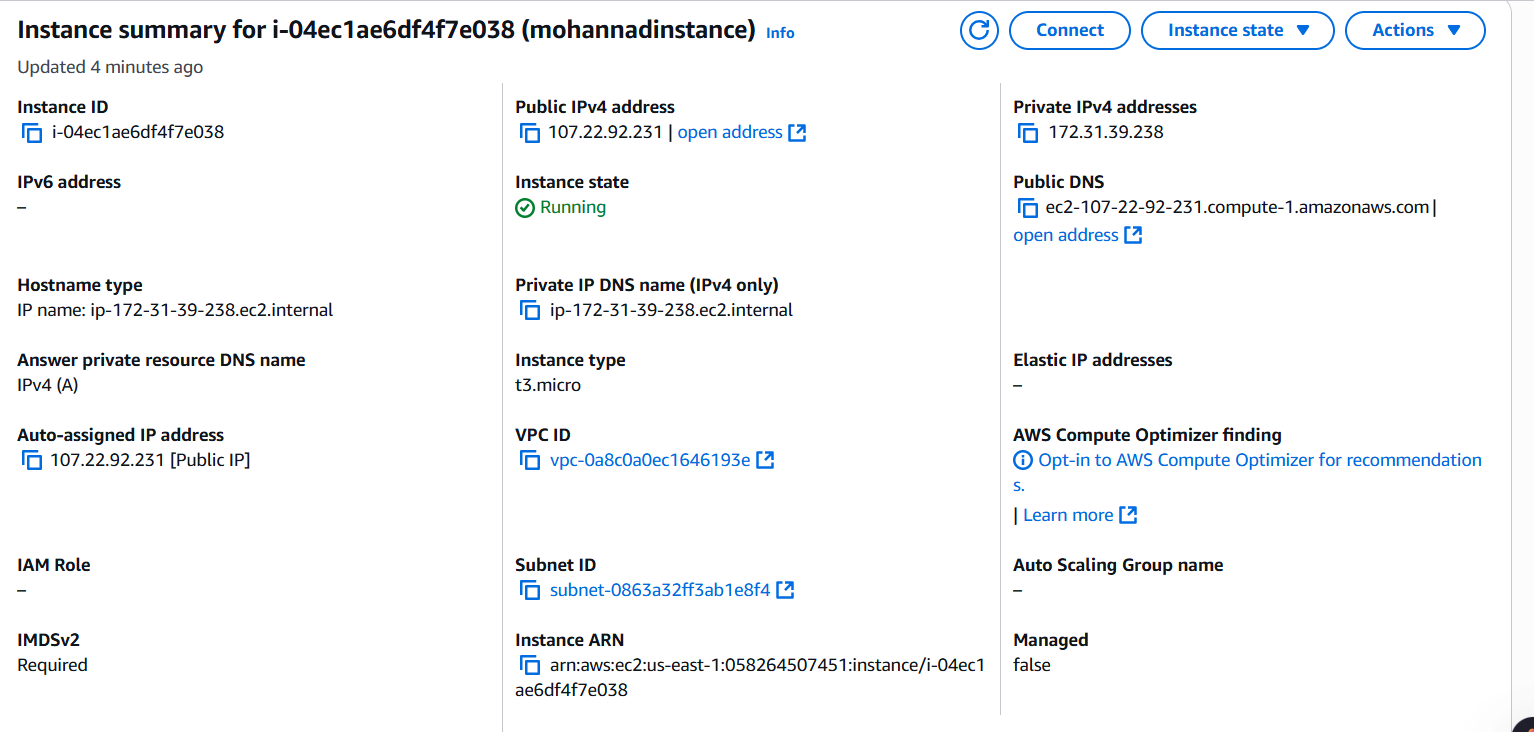 Instance summary for i-04ec1ae6df4f7e038 (mohannadinstance) Info
Connect
Instance state
Actions
Updated 4 minutes ago
Instance ID
i-04ec1ae6df4f7e038
Public IPv4 address
107.22.92.231 | open address
Private IPv4 addresses
172.31.39.238
IPv6 address
–
Instance state
Running
Public DNS
ec2-107-22-92-231.compute-1.amazonaws.com |
open address
Hostname type
IP name: ip-172-31-39-238.ec2.internal
Private IP DNS name (IPv4 only)
ip-172-31-39-238.ec2.internal
Answer private resource DNS name
IPv4 (A)
Instance type
t3.micro
Elastic IP addresses
–
Auto-assigned IP address
107.22.92.231 [Public IP]
VPC ID
vpc-0a8c0a0ec1646193e
AWS Compute Optimizer finding
Opt-in to AWS Compute Optimizer for recommendation
s.
| Learn more
IAM Role
–
Subnet ID
subnet-0863a32ff3ab1e8f4
Auto Scaling Group name
–
IMDSv2
Required
Instance ARN
arn:aws:ec2:us-east-1:058264507451:instance/i-04ec1
ae6df4f7e038
Managed
false